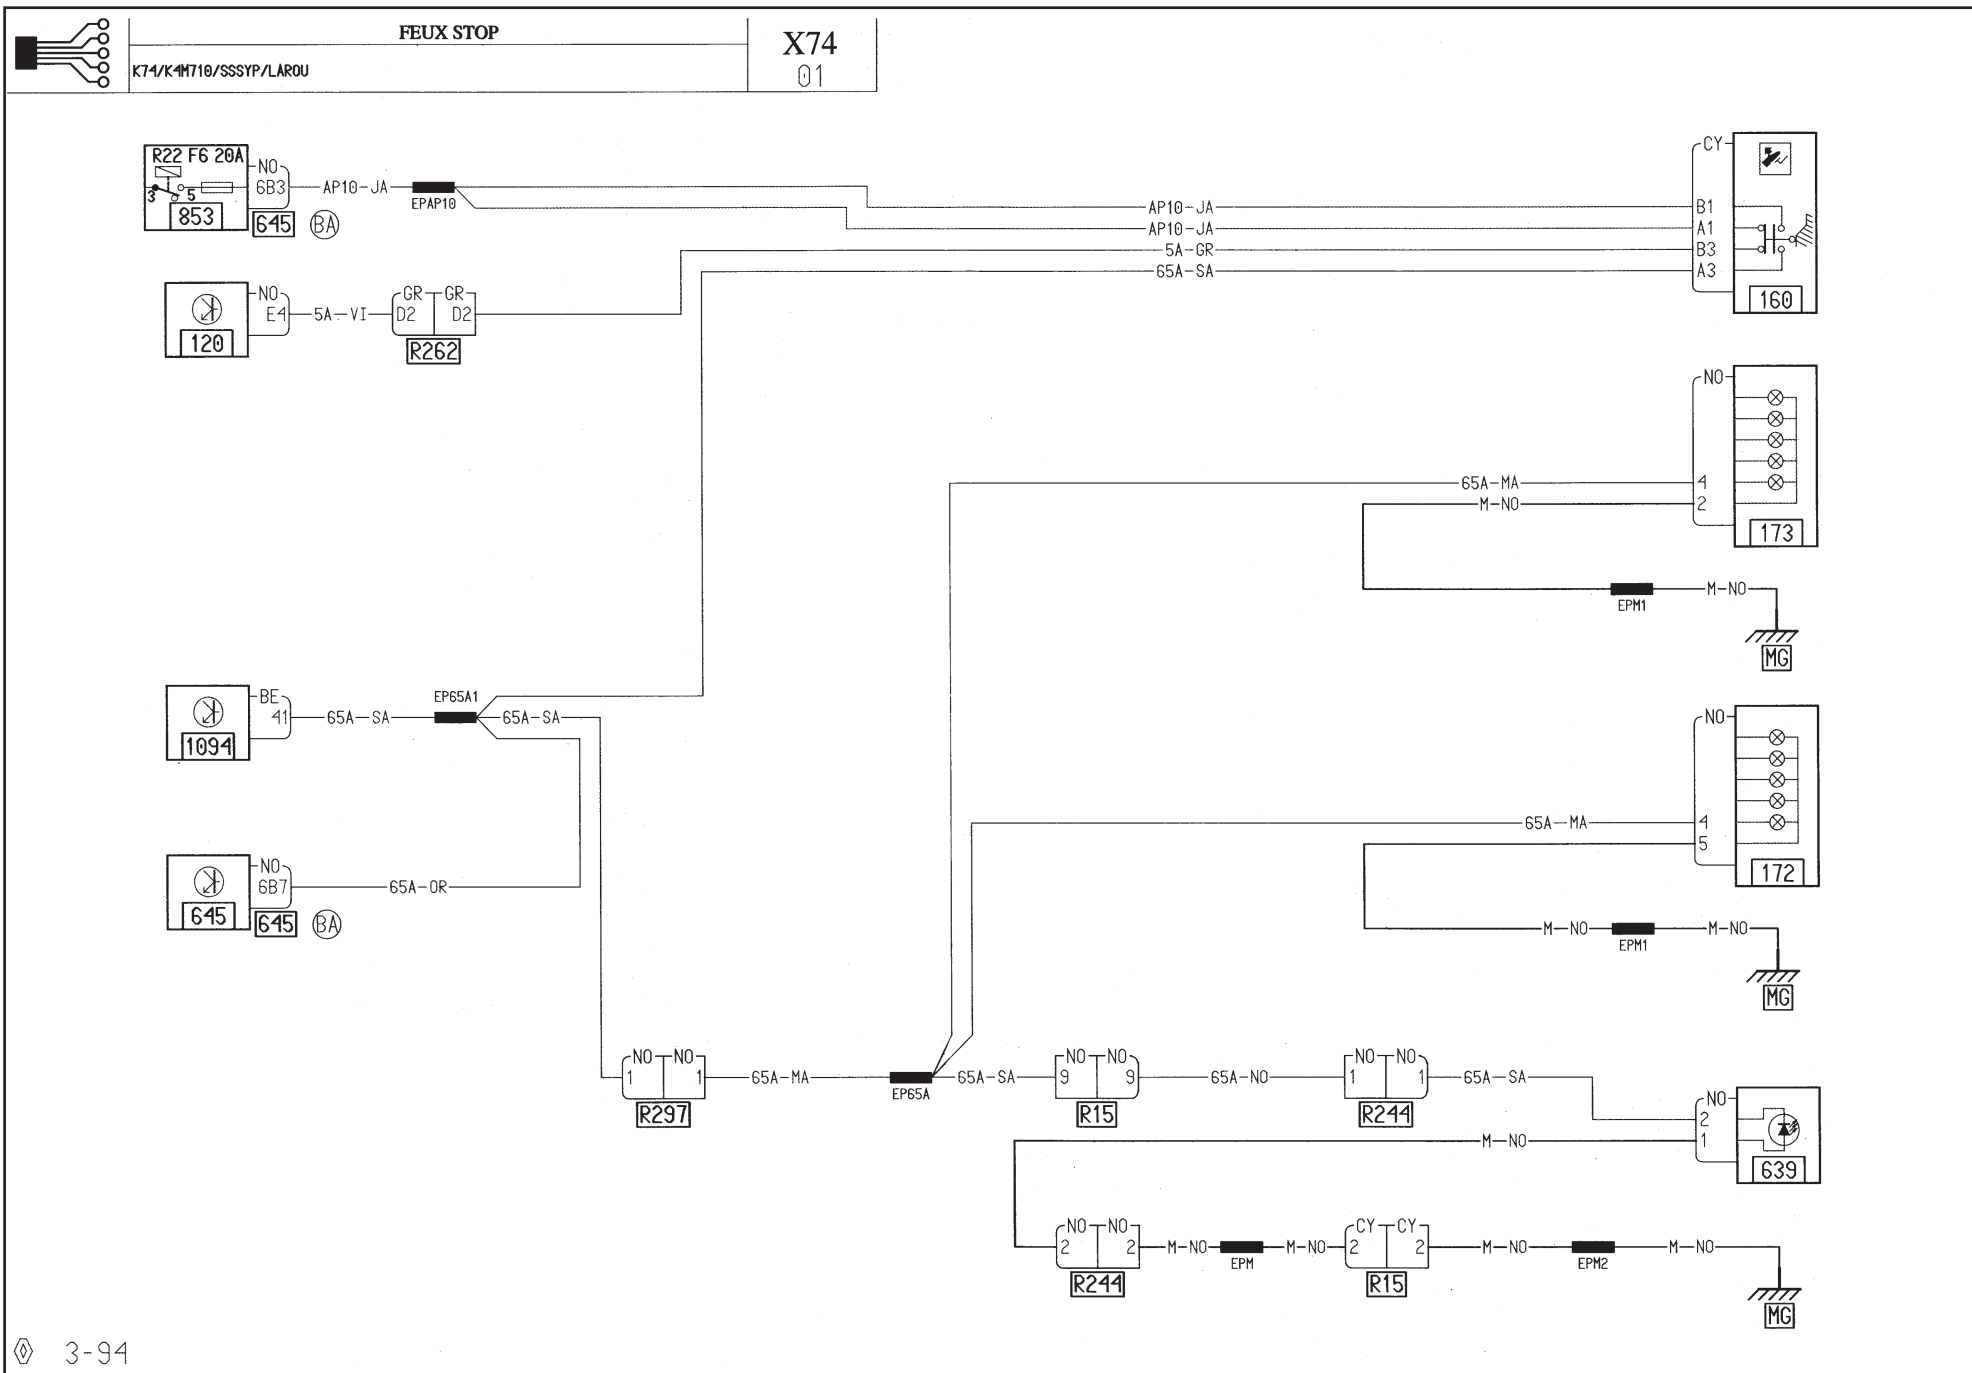 FEUX STOP
K74/K4M710/SSSYP/LAROU
X74
01
R22 F6 20A
3 5
853
NO
6B3
645 BA
AP10-JA
EPAP10
AP10-JA
AP10-JA
5A-GR
65A-SA
CY
B1
A1
B3
A3
160
120
NO
E4
5A-VI
GR GR
D2 D2
R262
NO
65A-MA 4
M-NO 2
173
EPM1
M-NO
MG
1094
BE
41
65A-SA
EP65A1
65A-SA
NO
65A-MA 4
5
172
645
NO
6B7
645 BA
65A-OR
M-NO
EPM1
M-NO
MG
NO NO
1 1
R297
65A-MA
EP65A
65A-SA
NO NO
9 9
R15
65A-NO
NO NO
1 1
R244
65A-SA
NO
2
M-NO 1
639
NO NO
2 2
R244
M-NO
EPM
M-NO
CY CY
2 2
R15
M-NO
EPM2
M-NO
MG
3-94